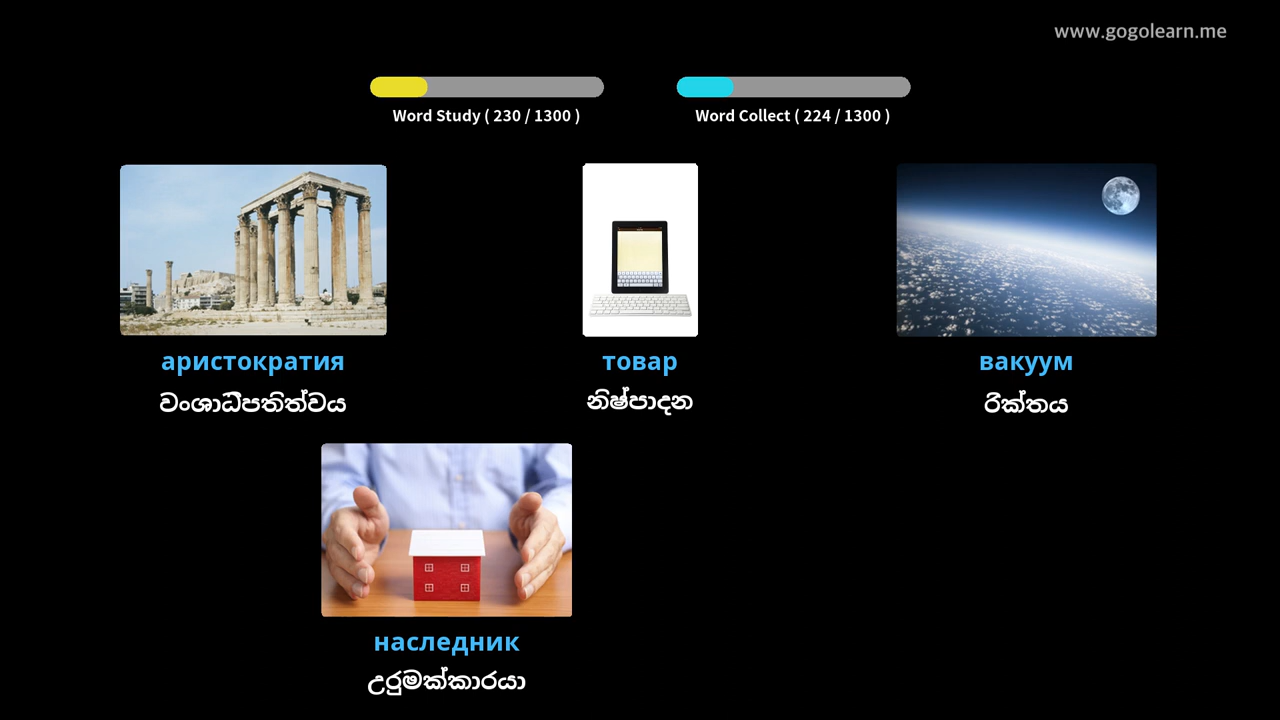 www.gogolearn.me
Word Study ( 230 / 1300 )
Word Collect ( 224 / 1300 )
аристократия
වංශාධිපතිත්වය
товар
නිෂ්පාදන
вакуум
රික්තය
наследник
උරුමක්කාරයා